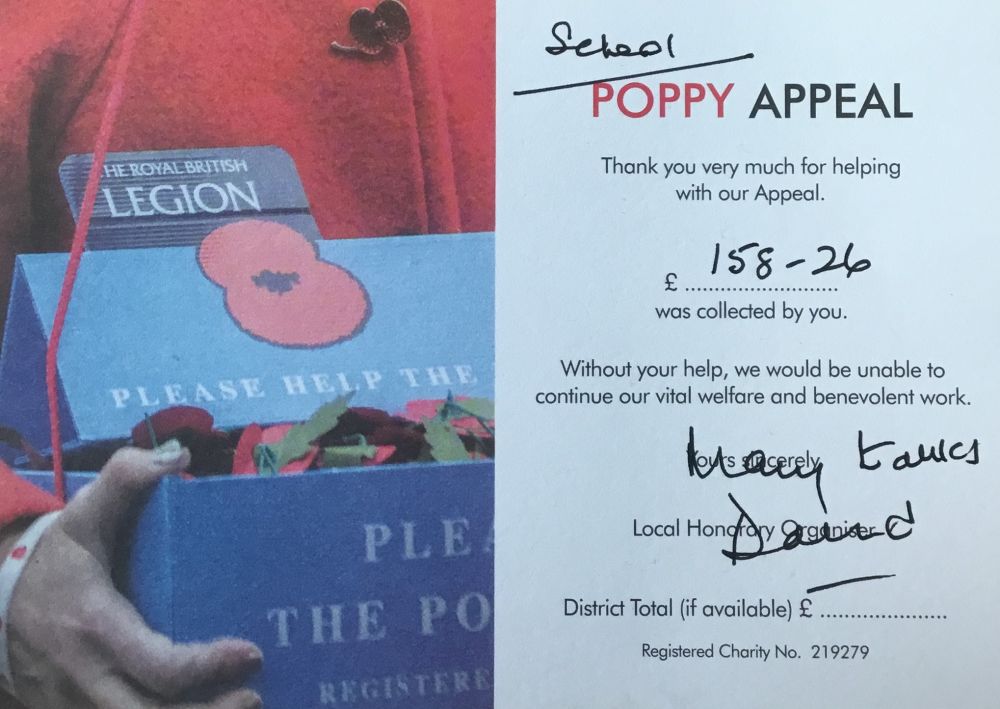 THE ROYAL BRITISH
LEGION
PLEASE HELP THE
PLEA
THE PO
REGISTERE
School
POPPY APPEAL
Thank you very much for helping
with our Appeal.
£ 158-26
was collected by you.
Without your help, we would be unable to
continue our vital welfare and benevolent work.
Many tanks
Yours sincerely
David
Local Honorary Organiser
District Total (if available) £ ........................
Registered Charity No. 219279